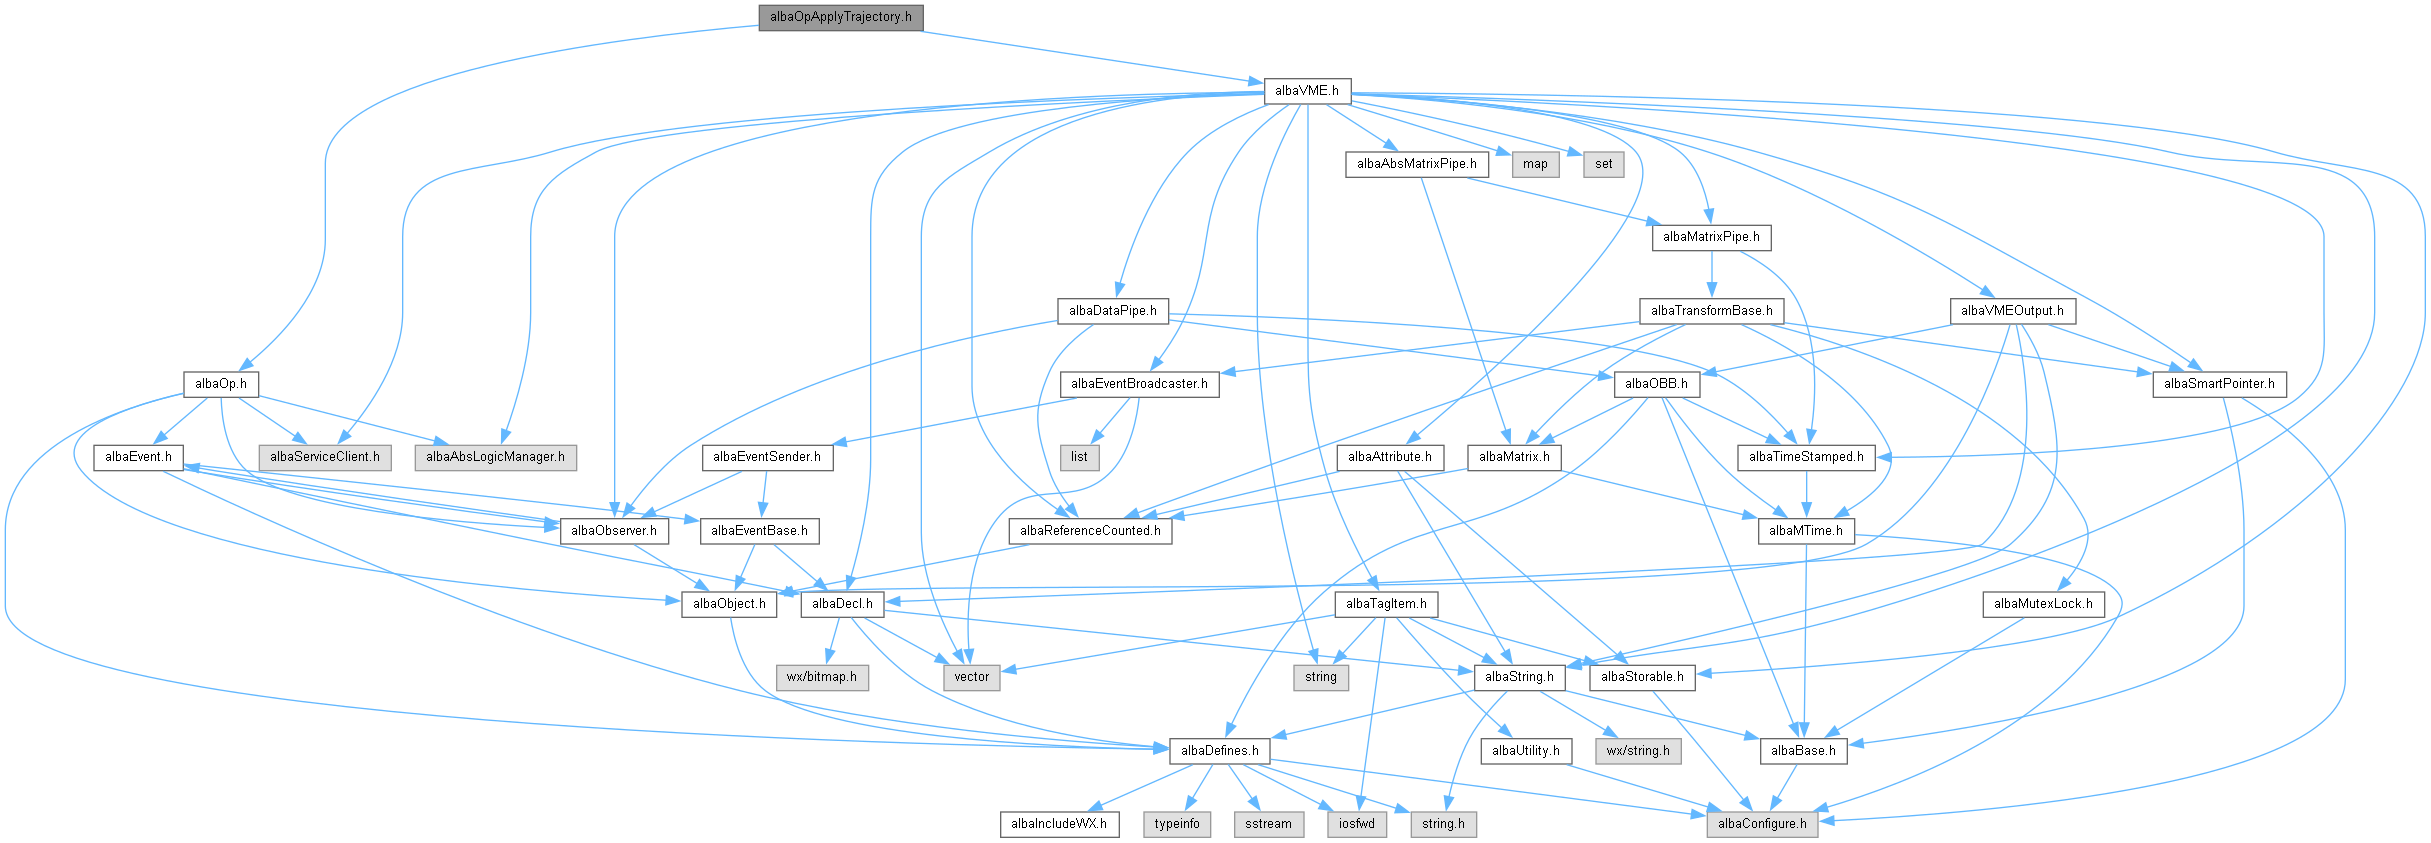 albaOpApplyTrajectory.h
albaVME.h
albaAbsMatrixPipe.h
map
set
albaMatrixPipe.h
albaDataPipe.h
albaTransformBase.h
albaVMEOutput.h
albaOp.h
albaEventBroadcaster.h
albaOBB.h
albaSmartPointer.h
albaEvent.h
albaServiceClient.h
albaAbsLogicManager.h
albaEventSender.h
list
albaAttribute.h
albaMatrix.h
albaTimeStamped.h
albaObserver.h
albaEventBase.h
albaReferenceCounted.h
albaMTime.h
albaObject.h
albaDecl.h
albaTagItem.h
albaMutexLock.h
wx/bitmap.h
vector
string
albaString.h
albaStorable.h
albaDefines.h
albaUtility.h
wx/string.h
albaBase.h
albaIncludeWX.h
typeinfo
sstream
iosfwd
string.h
albaConfigure.h